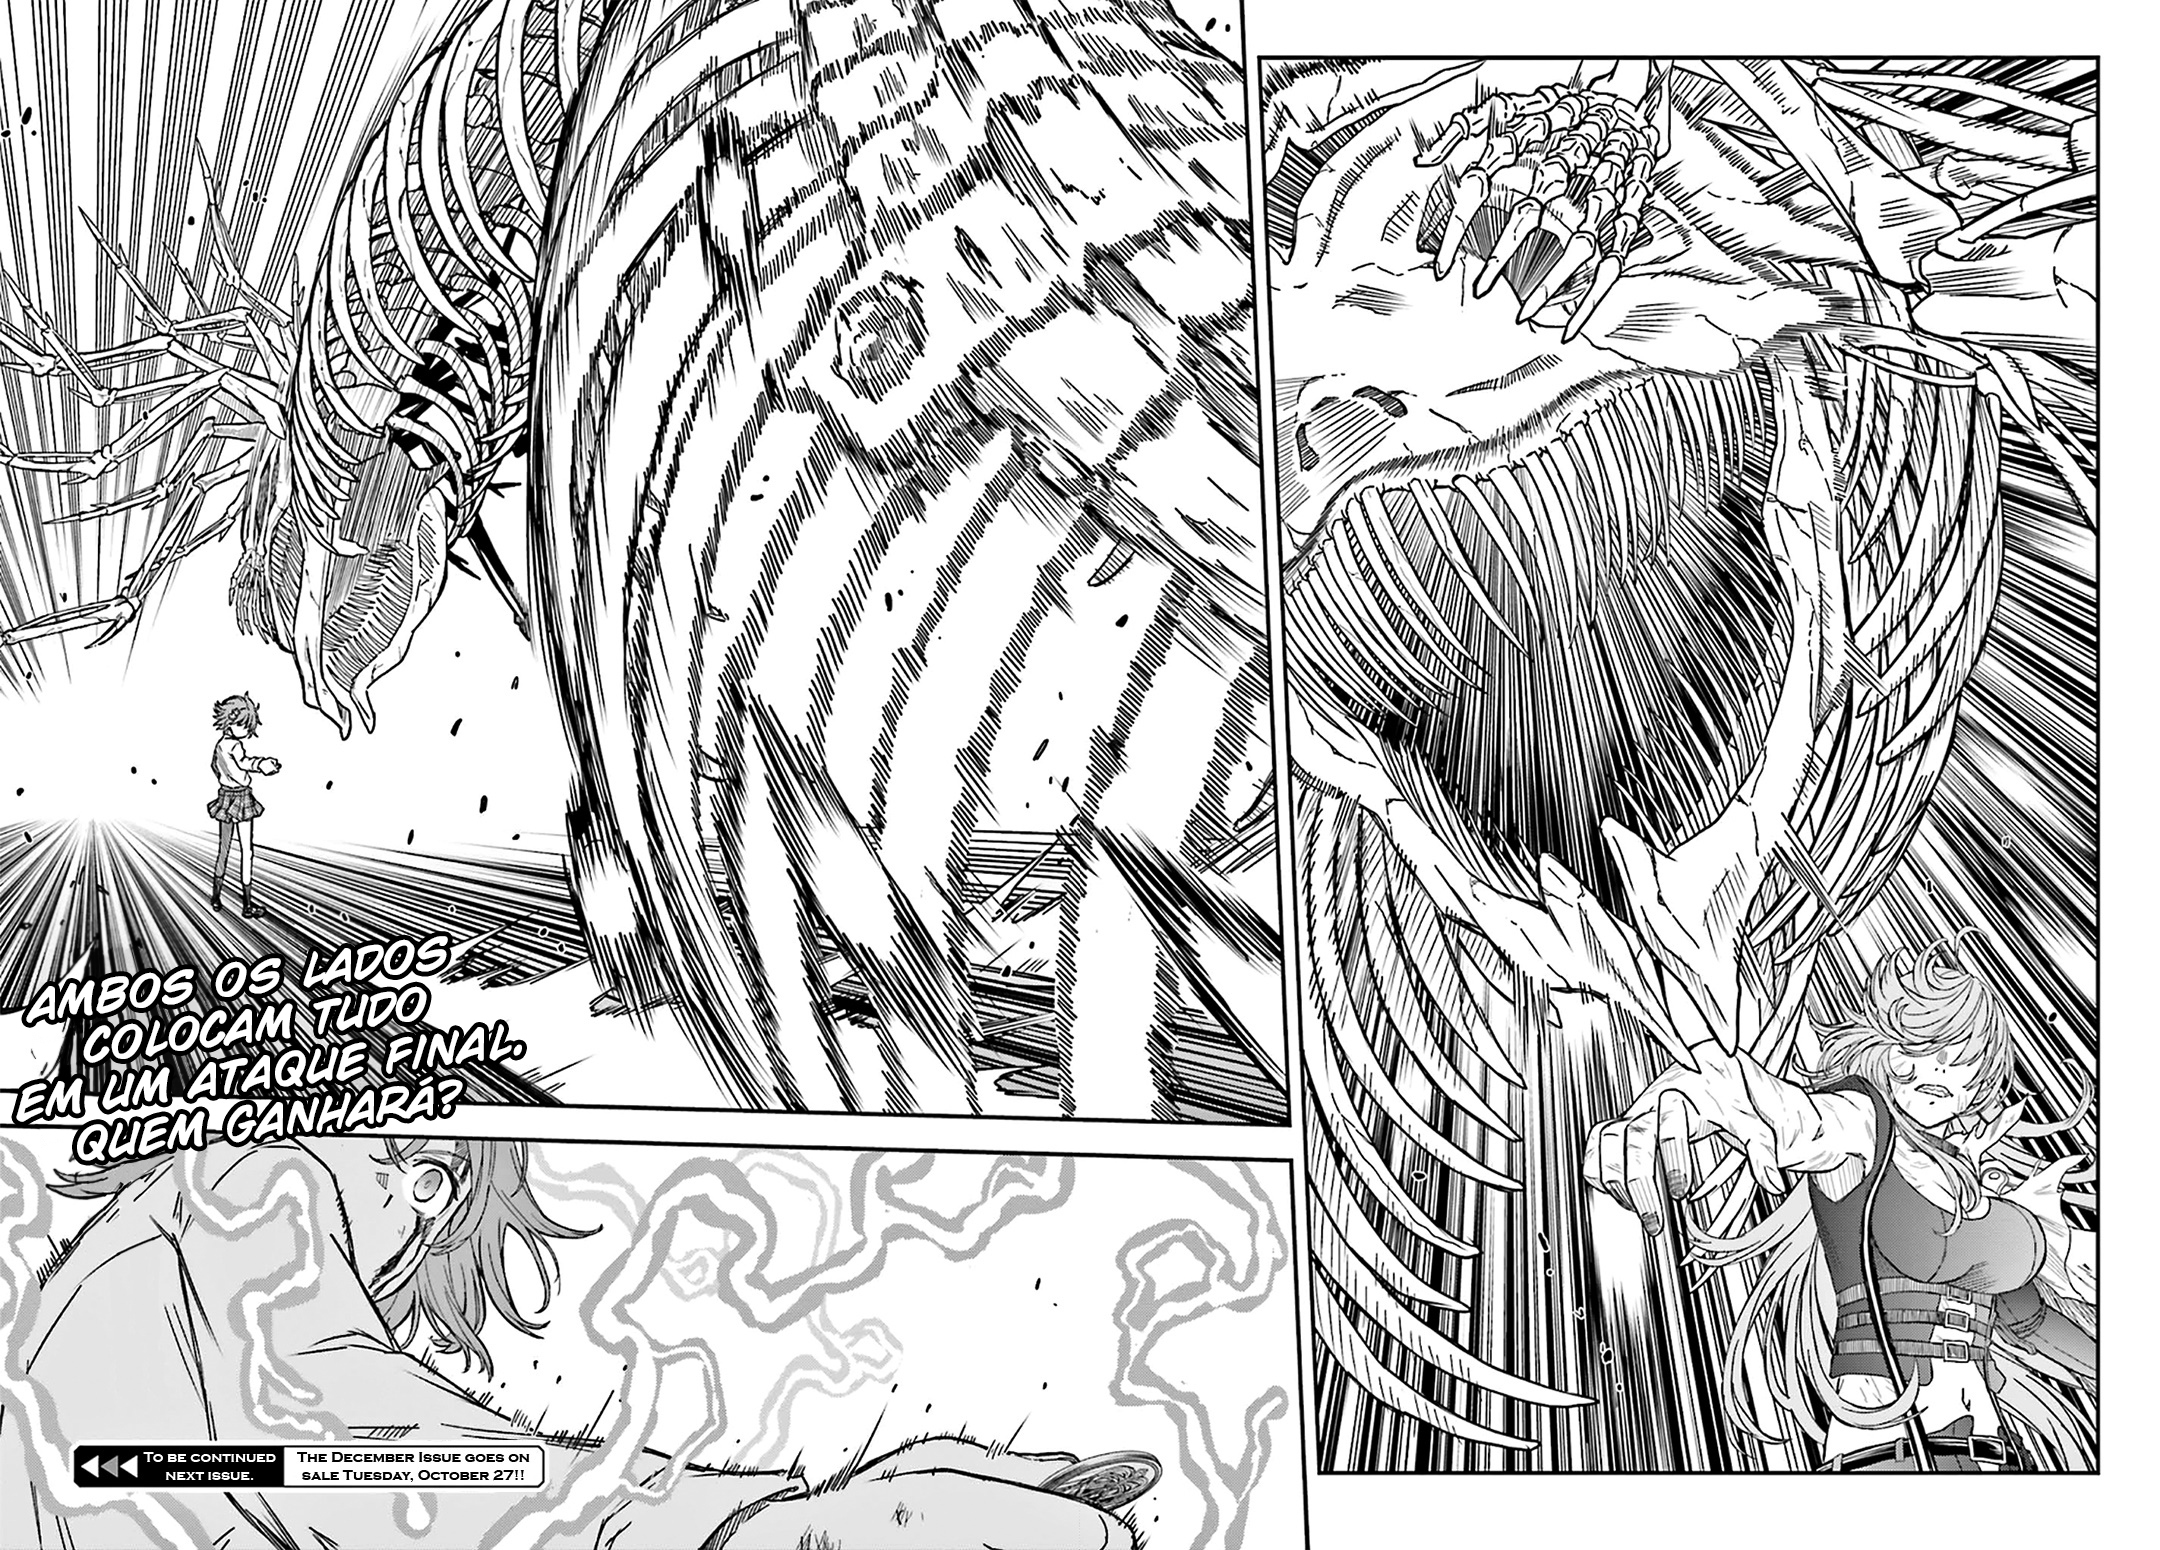 AMBOS OS LADOS
COLOCAM TUDO
EM UM ATAQUE FINAL.
QUEM GANHARÁ?
TO BE CONTINUED
NEXT ISSUE.
THE DECEMBER ISSUE GOES ON
SALE TUESDAY, OCTOBER 27!!